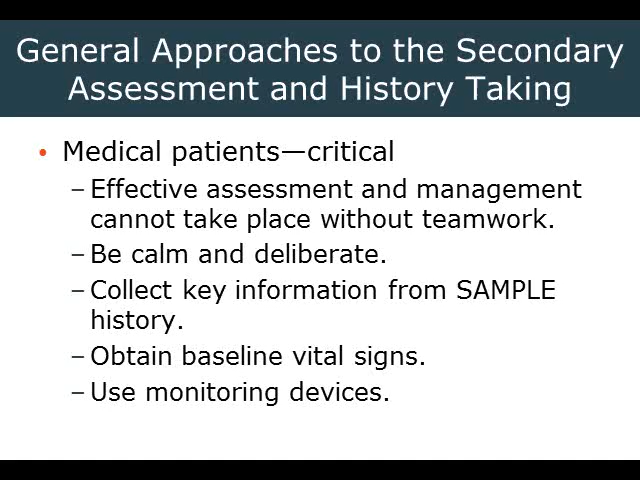 General Approaches to the Secondary
Assessment and History Taking
• Medical patients—critical
– Effective assessment and management
cannot take place without teamwork.
– Be calm and deliberate.
– Collect key information from SAMPLE
history.
– Obtain baseline vital signs.
– Use monitoring devices.